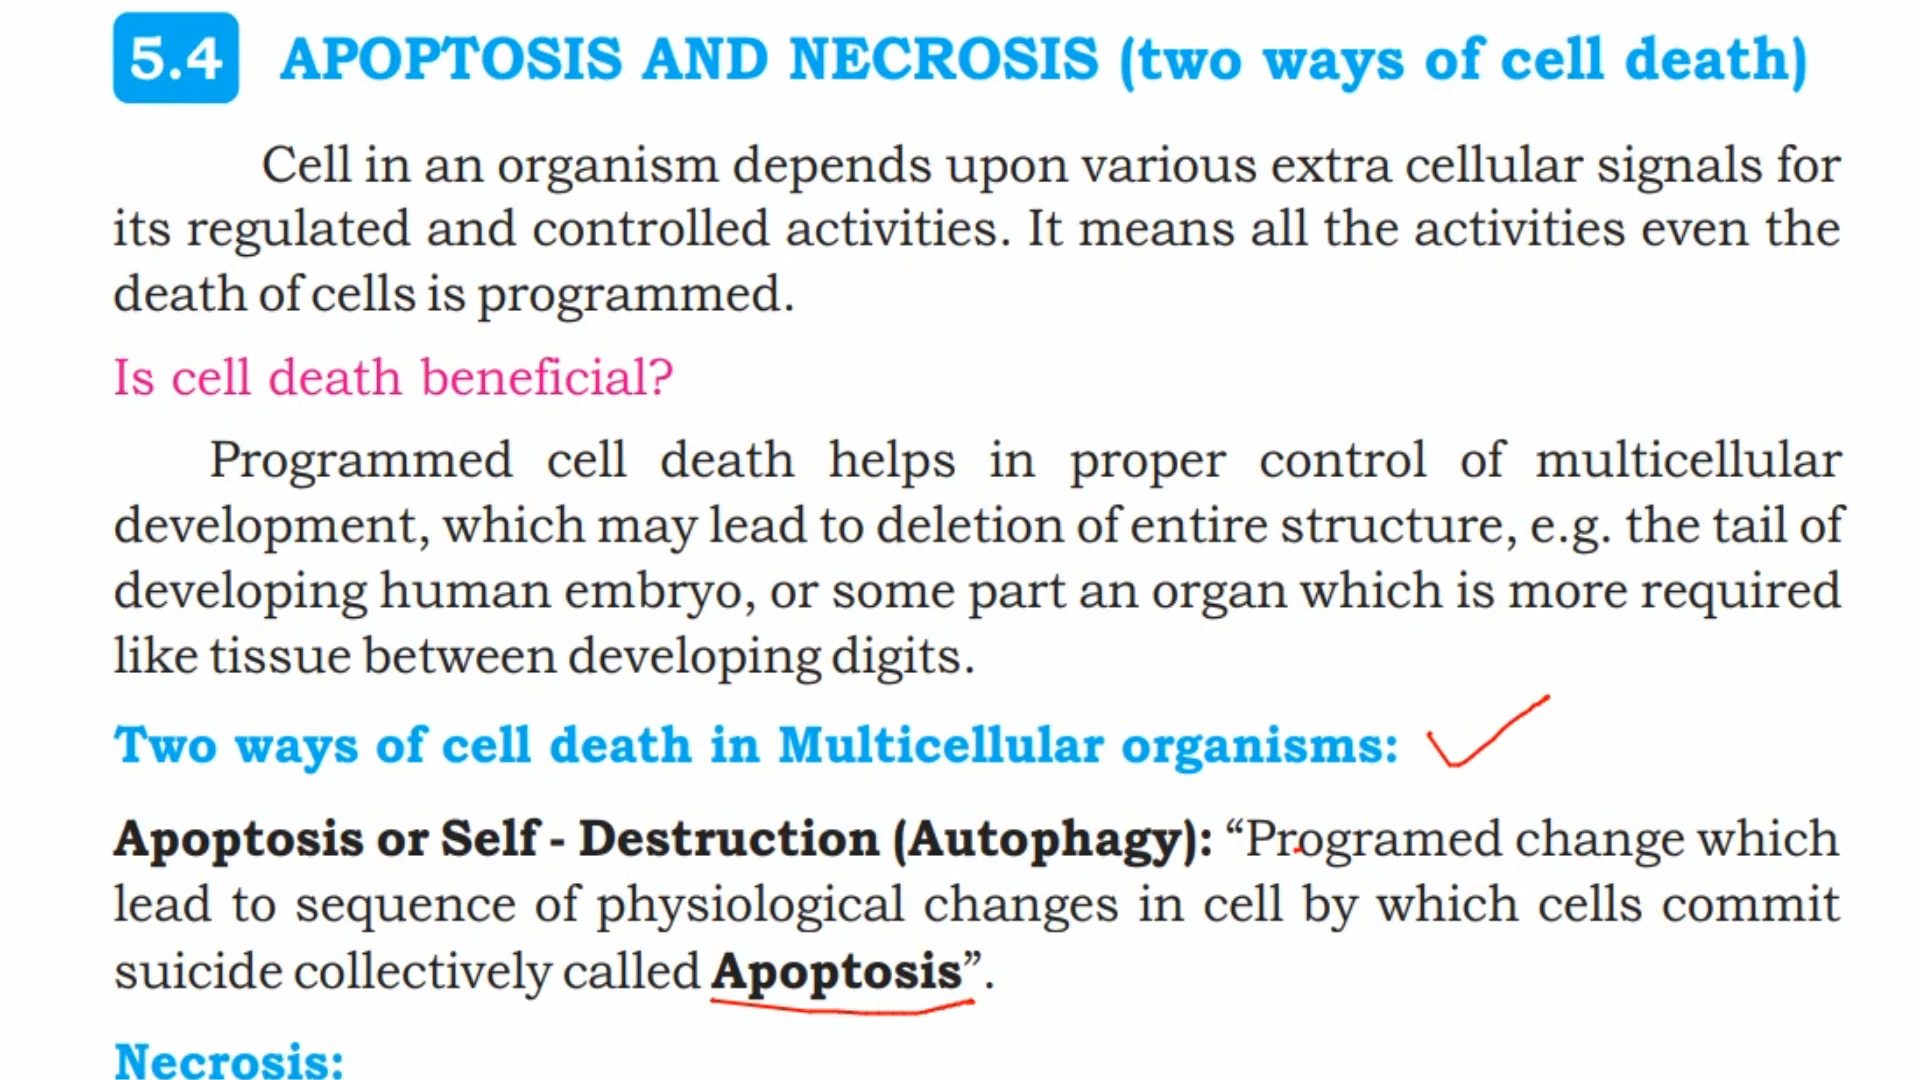 5.4 APOPTOSIS AND NECROSIS (two ways of cell death)
Cell in an organism depends upon various extra cellular signals for
its regulated and controlled activities. It means all the activities even the
death of cells is programmed.
Is cell death beneficial?
Programmed cell death helps in proper control of multicellular
development, which may lead to deletion of entire structure, e.g. the tail of
developing human embryo, or some part an organ which is more required
like tissue between developing digits.
Two ways of cell death in Multicellular organisms:
Apoptosis or Self - Destruction (Autophagy): “Programed change which
lead to sequence of physiological changes in cell by which cells commit
suicide collectively called Apoptosis”.
Necrosis: